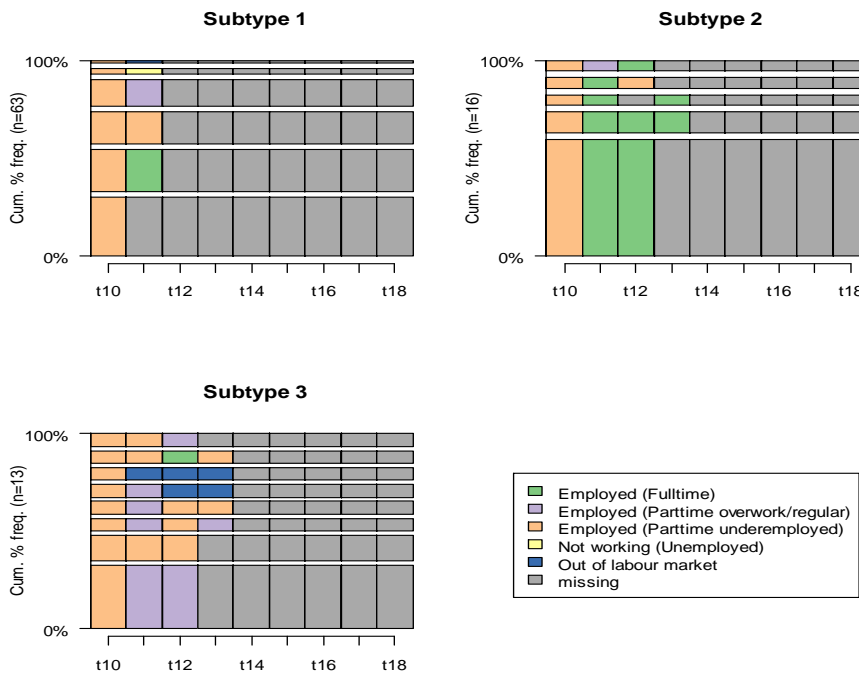 Subtype 1
Cum. % freq. (n=63)
100%
0%
t10 t12 t14 t16 t18
Subtype 2
Cum. % freq. (n=16)
100%
0%
t10 t12 t14 t16 t18
Subtype 3
Cum. % freq. (n=13)
100%
0%
t10 t12 t14 t16 t18
Employed (Fulltime)
Employed (Parttime overwork/regular)
Employed (Parttime underemployed)
Not working (Unemployed)
Out of labour market
missing